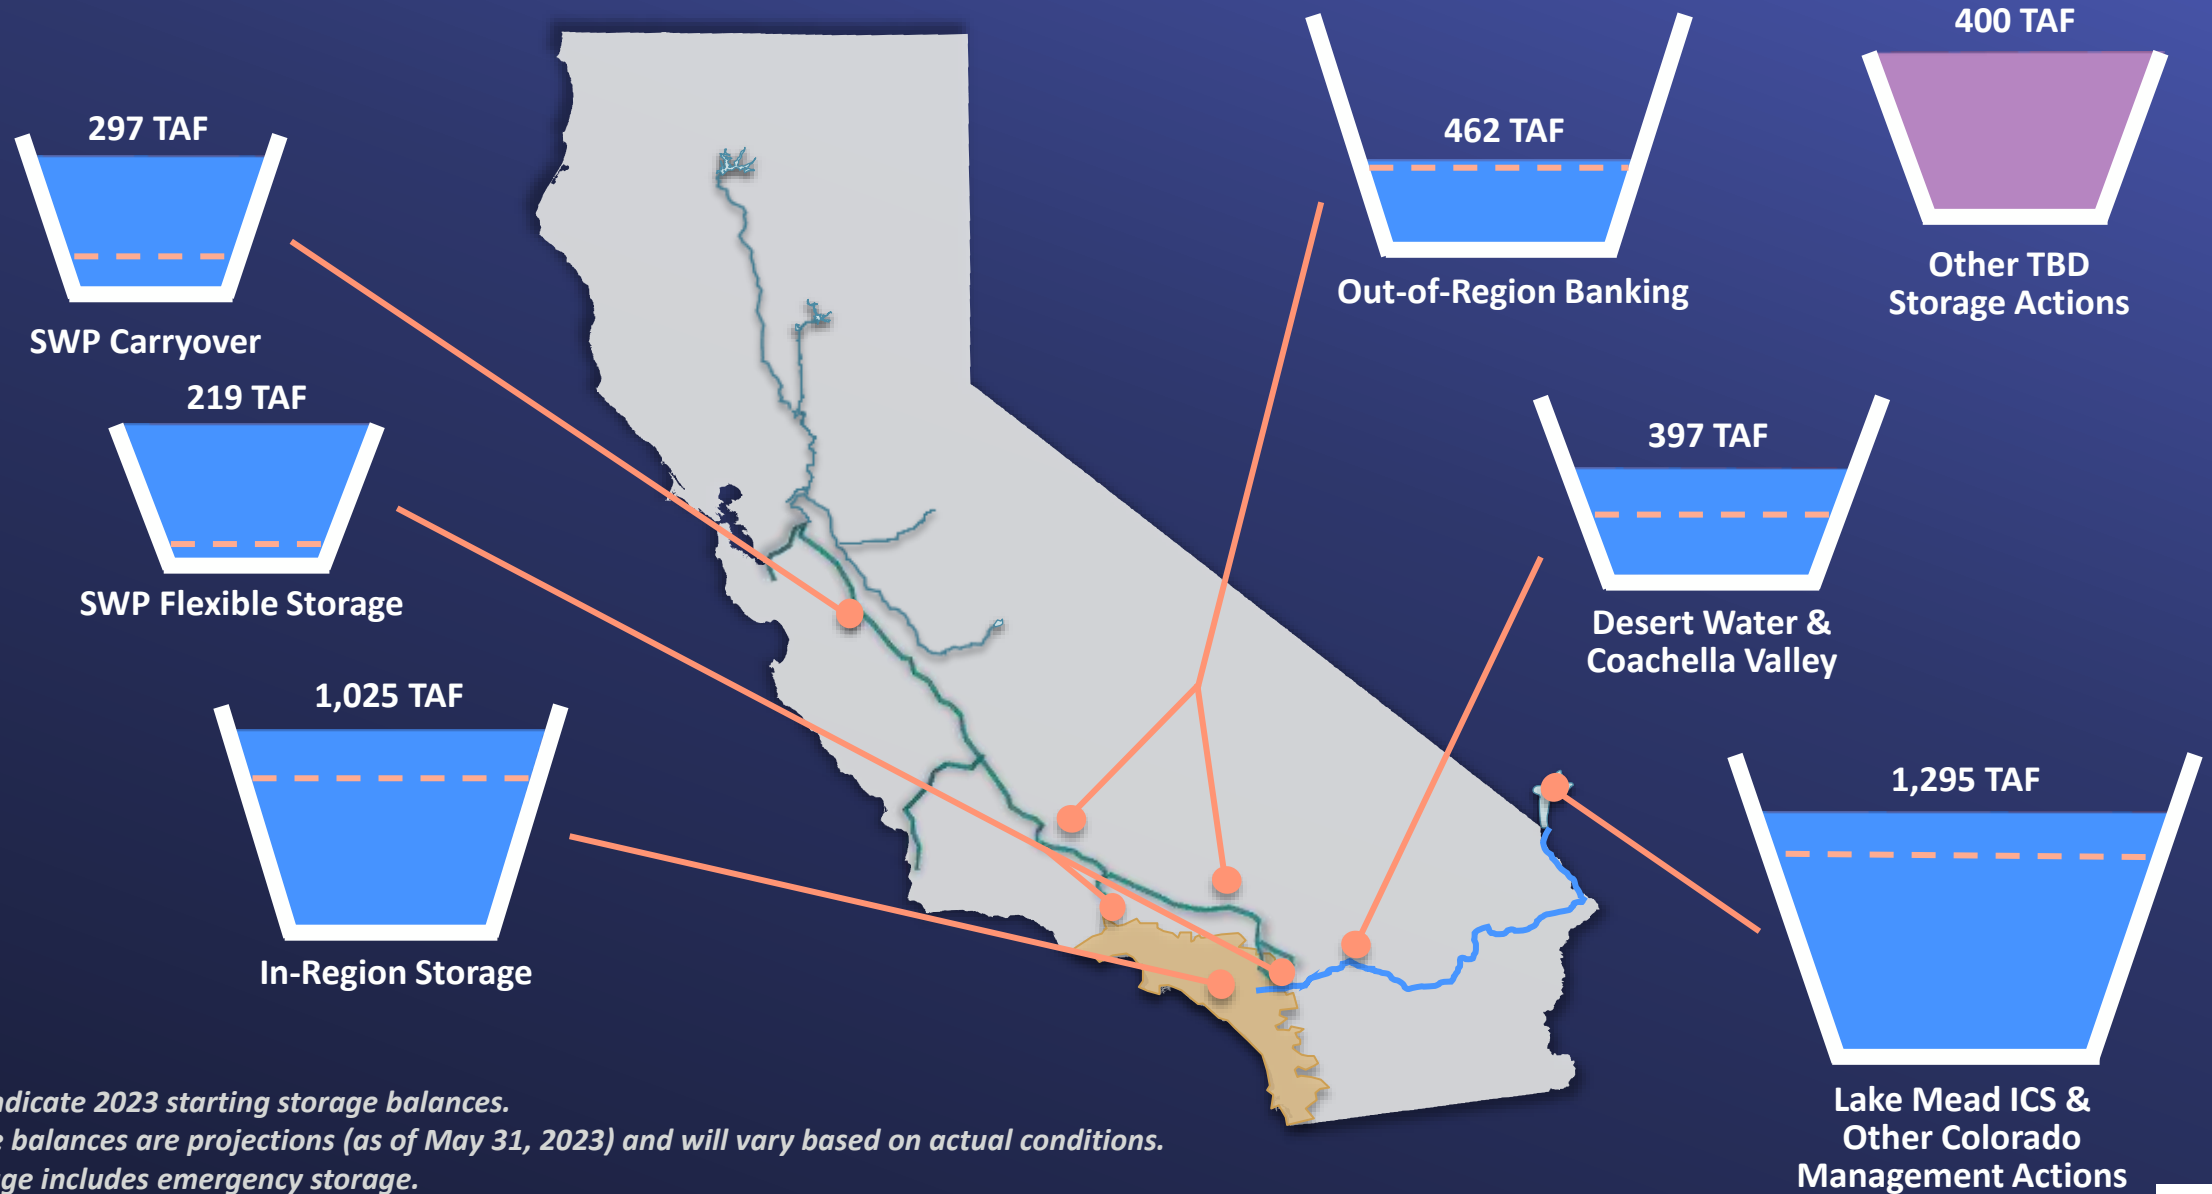 400 TAF
297 TAF
462 TAF
Other TBD
Storage Actions
Out-of-Region Banking
SWP Carryover
219 TAF
397 TAF
SWP Flexible Storage
Desert Water &
Coachella Valley
1,025 TAF
1,295 TAF
In-Region Storage
Lake Mead ICS &
Other Colorado
Management Actions
indicate 2023 starting storage balances.
balances are projections (as of May 31, 2023) and will vary based on actual conditions.
includes emergency storage.